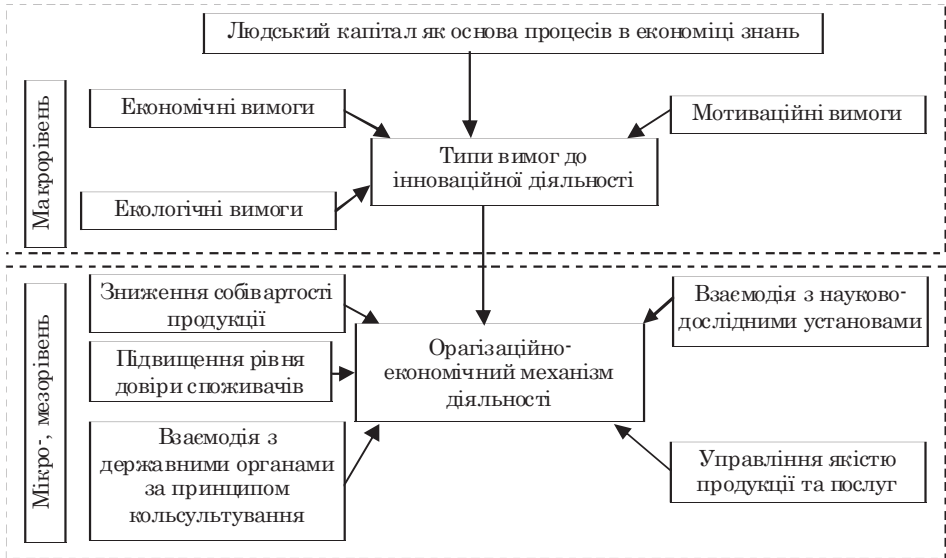 Людський капітал як основа процесів в економіці знань
Макрорівень
Економічні вимоги
Мотиваційні вимоги
Типи вимог до
інноваційної діяльності
Екологічні вимоги
Мікро-, мезорівень
Зниження собівартості
продукції
Взаємодія з науково-
дослідними установами
Орагізаційно-
економічний механізм
діяльності
Підвищення рівня
довіри споживачів
Взаємодія з
державними органами
за принципом
кольсультування
Управління якістю
продукції та послуг